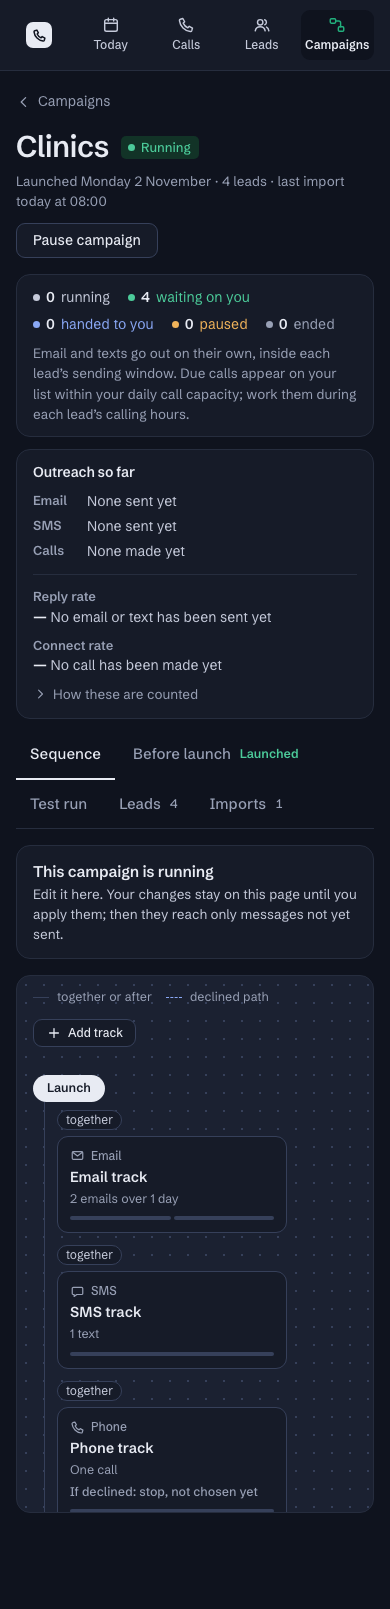 Today
Calls
Leads
Campaigns
Campaigns
Clinics
Running
Launched Monday 2 November · 4 leads · last import
today at 08:00
Pause campaign
0 running
4 waiting on you
0 handed to you
0 paused
0 ended
Email and texts go out on their own, inside each
lead’s sending window. Due calls appear on your
list within your daily call capacity; work them during
each lead’s calling hours.
Outreach so far
Email None sent yet
SMS None sent yet
Calls None made yet
Reply rate
— No email or text has been sent yet
Connect rate
— No call has been made yet
How these are counted
Sequence
Before launch Launched
Test run
Leads 4
Imports 1
This campaign is running
Edit it here. Your changes stay on this page until you
apply them; then they reach only messages not yet
sent.
together or after
declined path
Add track
Launch
together
Email
Email track
2 emails over 1 day
together
SMS
SMS track
1 text
together
Phone
Phone track
One call
If declined: stop, not chosen yet